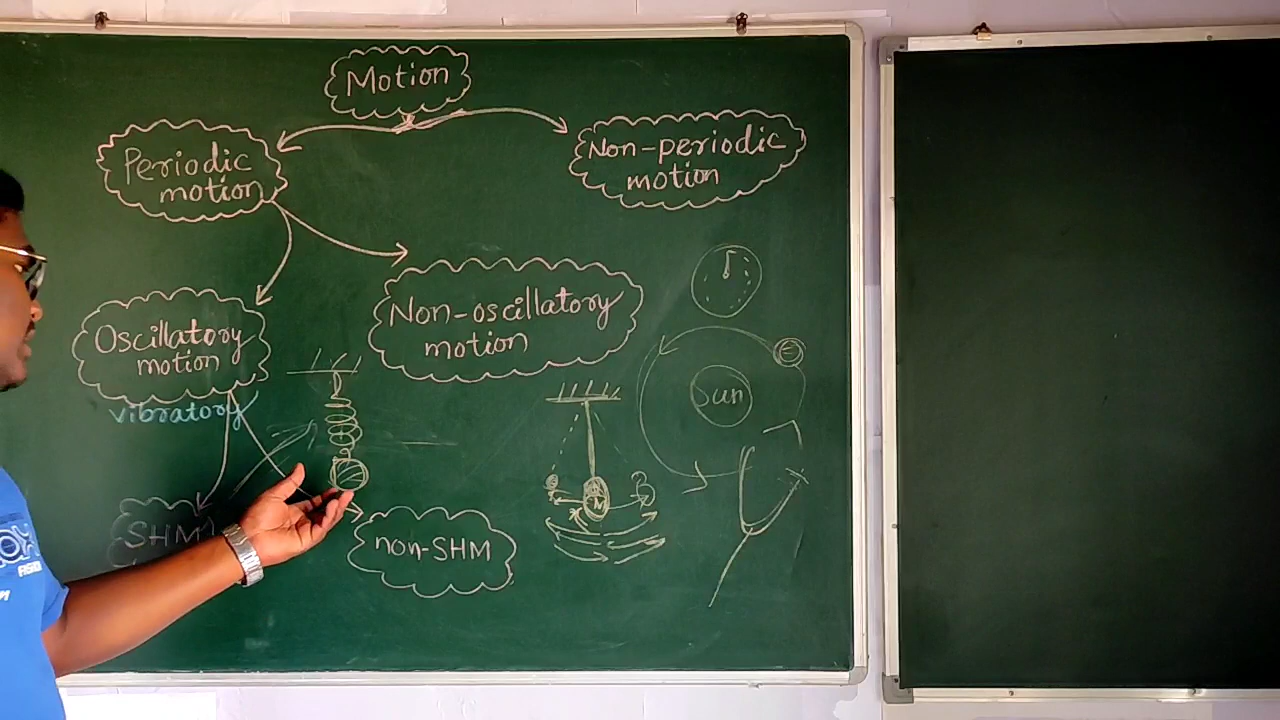 Motion
Periodic
motion
Non-periodic
motion
Oscillatory
motion
vibratory
Non-oscillatory
motion
Sun
SHM
non-SHM
M